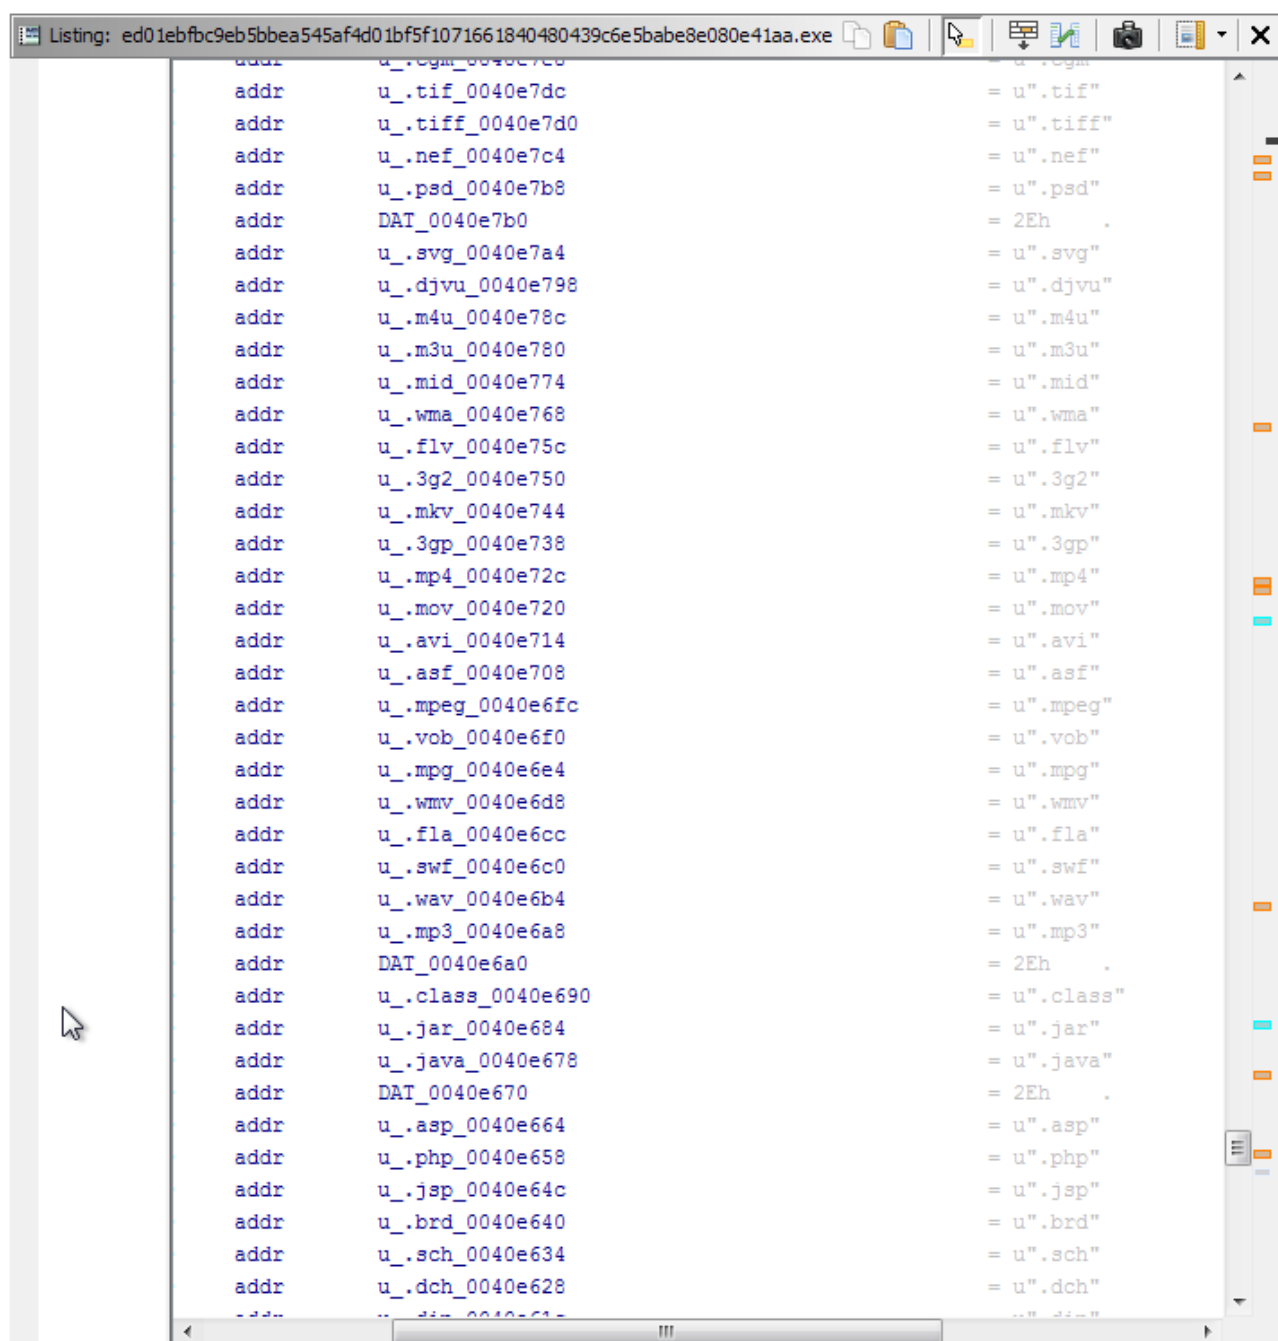 Listing: ed01ebfbc9eb5bbea545af4d01bf5f1071661840480439c6e5babe8e080e41aa.exe
addr u_.cgm_0040e7e8 = u".cgm"
addr u_.tif_0040e7dc = u".tif"
addr u_.tiff_0040e7d0 = u".tiff"
addr u_.nef_0040e7c4 = u".nef"
addr u_.psd_0040e7b8 = u".psd"
addr DAT_0040e7b0 = 2Eh .
addr u_.svg_0040e7a4 = u".svg"
addr u_.djvu_0040e798 = u".djvu"
addr u_.m4u_0040e78c = u".m4u"
addr u_.m3u_0040e780 = u".m3u"
addr u_.mid_0040e774 = u".mid"
addr u_.wma_0040e768 = u".wma"
addr u_.flv_0040e75c = u".flv"
addr u_.3g2_0040e750 = u".3g2"
addr u_.mkv_0040e744 = u".mkv"
addr u_.3gp_0040e738 = u".3gp"
addr u_.mp4_0040e72c = u".mp4"
addr u_.mov_0040e720 = u".mov"
addr u_.avi_0040e714 = u".avi"
addr u_.asf_0040e708 = u".asf"
addr u_.mpeg_0040e6fc = u".mpeg"
addr u_.vob_0040e6f0 = u".vob"
addr u_.mpg_0040e6e4 = u".mpg"
addr u_.wmv_0040e6d8 = u".wmv"
addr u_.fla_0040e6cc = u".fla"
addr u_.swf_0040e6c0 = u".swf"
addr u_.wav_0040e6b4 = u".wav"
addr u_.mp3_0040e6a8 = u".mp3"
addr DAT_0040e6a0 = 2Eh .
addr u_.class_0040e690 = u".class"
addr u_.jar_0040e684 = u".jar"
addr u_.java_0040e678 = u".java"
addr DAT_0040e670 = 2Eh .
addr u_.asp_0040e664 = u".asp"
addr u_.php_0040e658 = u".php"
addr u_.jsp_0040e64c = u".jsp"
addr u_.brd_0040e640 = u".brd"
addr u_.sch_0040e634 = u".sch"
addr u_.dch_0040e628 = u".dch"
addr u_.dip_0040e61c = u".dip"